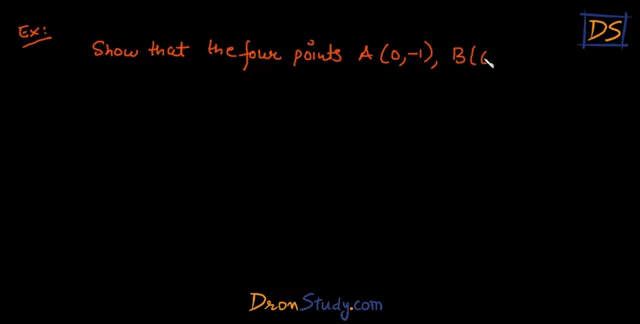 Ex:
DS
Show that the four points A (0,-1), B(
DronStudy.com